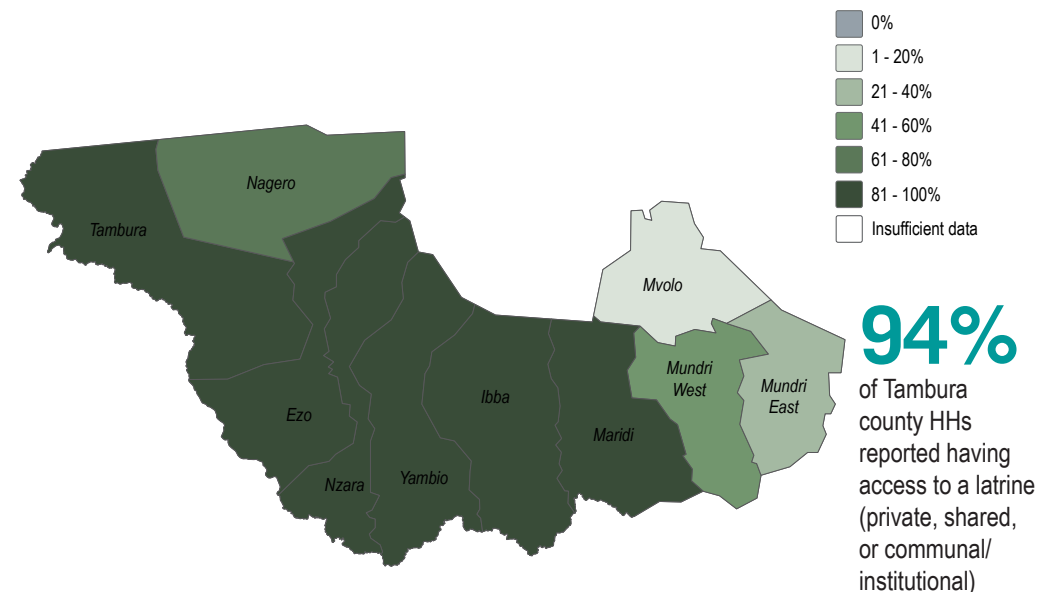 0%
1 - 20%
21 - 40%
41 - 60%
61 - 80%
81 - 100%
Insufficient data
Nagero
Tambura
Mvolo
Mundri
West
Mundri
East
Ibba
Ezo
Maridi
Yambio
Nzara
94%
of Tambura
county HHs
reported having
access to a latrine
(private, shared,
or communal/
institutional)